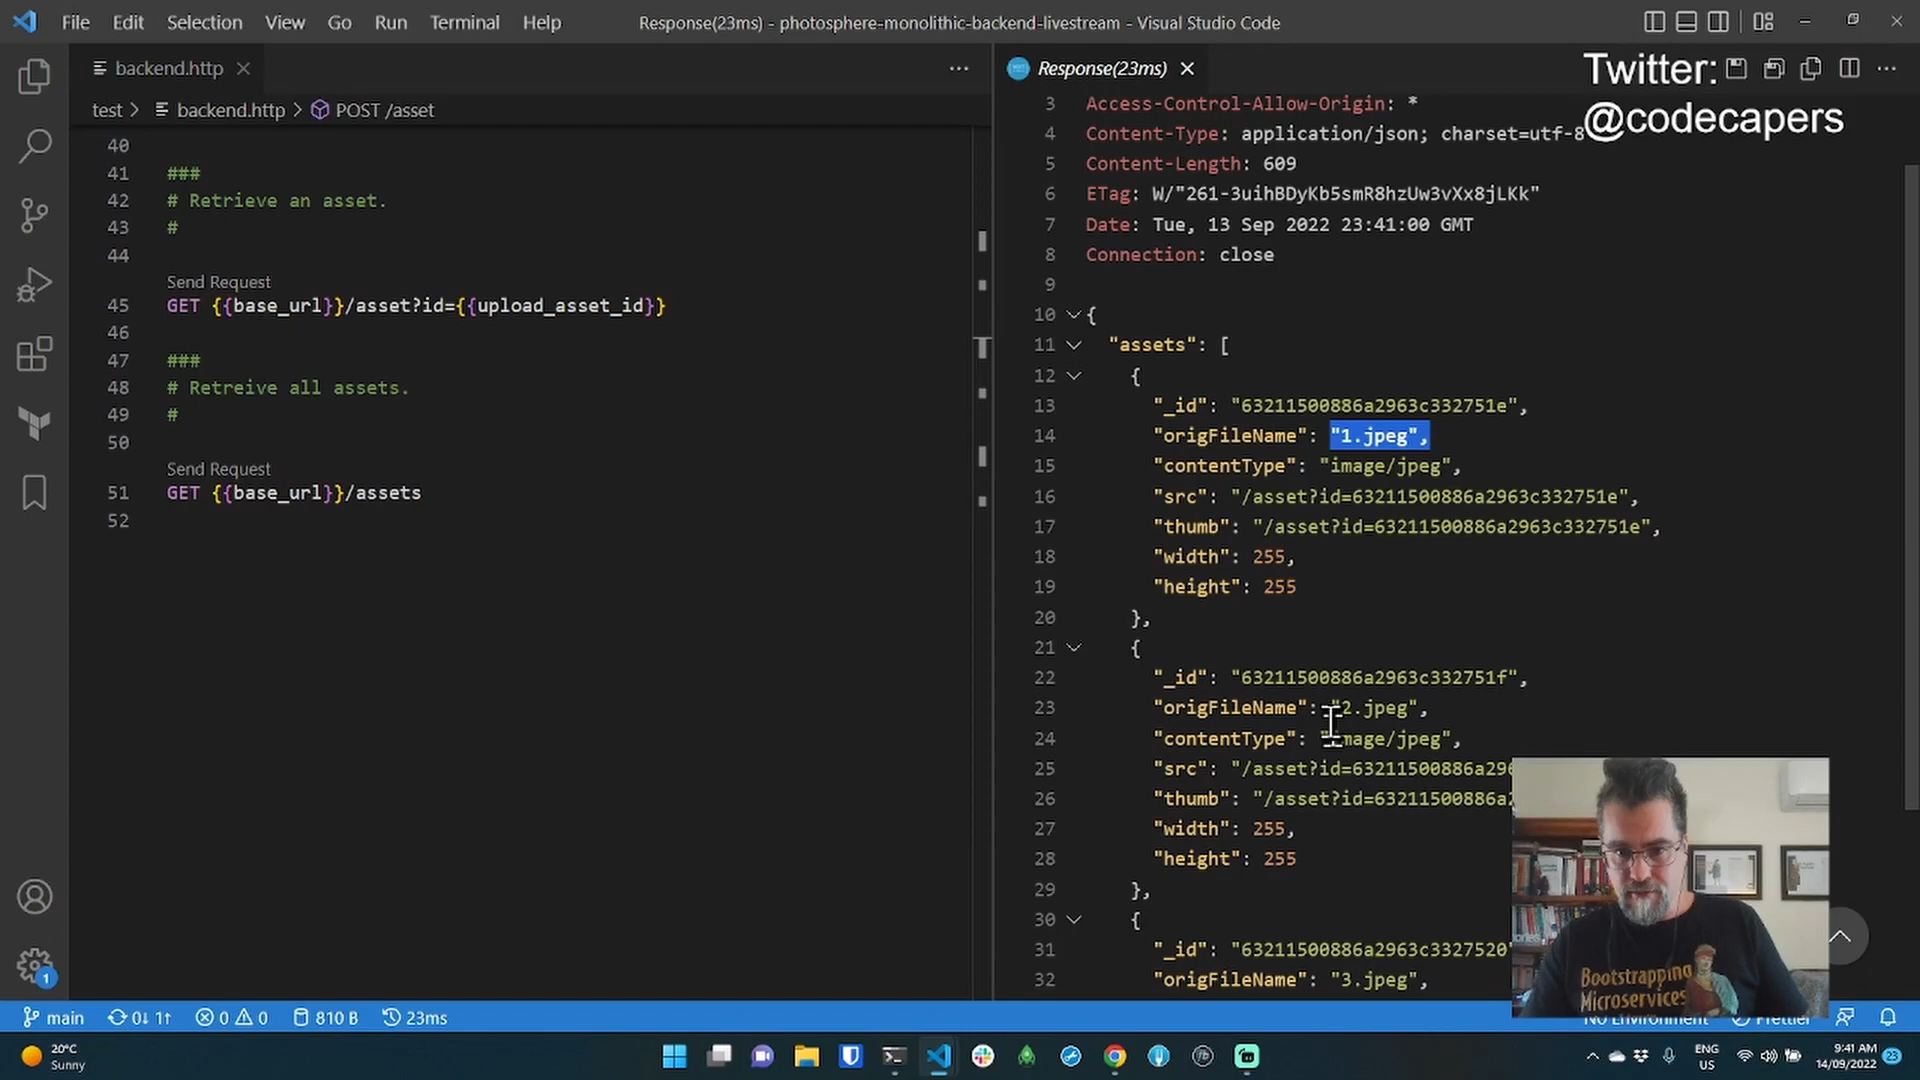 File Edit Selection View Go Run Terminal Help
Response(23ms) - photosphere-monolithic-backend-livestream - Visual Studio Code
backend.http
test > backend.http > POST /asset
40
41 ###
42 # Retrieve an asset.
43 #
44
Send Request
45 GET {{base_url}}/asset?id={{upload_asset_id}}
46
47 ###
48 # Retreive all assets.
49 #
50
Send Request
51 GET {{base_url}}/assets
52
Response(23ms)
Twitter:
@codecapers
3 Access-Control-Allow-Origin: *
4 Content-Type: application/json; charset=utf-8
5 Content-Length: 609
6 ETag: W/"261-3uihBDyKb5smR8hzUw3vXx8jLKk"
7 Date: Tue, 13 Sep 2022 23:41:00 GMT
8 Connection: close
9
10 {
11 "assets": [
12 {
13 "_id": "63211500886a2963c332751e",
14 "origFileName": "1.jpeg",
15 "contentType": "image/jpeg",
16 "src": "/asset?id=63211500886a2963c332751e",
17 "thumb": "/asset?id=63211500886a2963c332751e",
18 "width": 255,
19 "height": 255
20 },
21 {
22 "_id": "63211500886a2963c332751f",
23 "origFileName": "2.jpeg",
24 "contentType": "image/jpeg",
25 "src": "/asset?id=63211500886a296
26 "thumb": "/asset?id=63211500886a2
27 "width": 255,
28 "height": 255
29 },
30 {
31 "_id": "63211500886a2963c3327520"
32 "origFileName": "3.jpeg",
Bootstrapping
Microservices
1
main 0↓ 1↑ 0 0 810 B 23ms
No Environment Prettier
20°C
Sunny
ENG
US
9:41 AM
14/09/2022
23